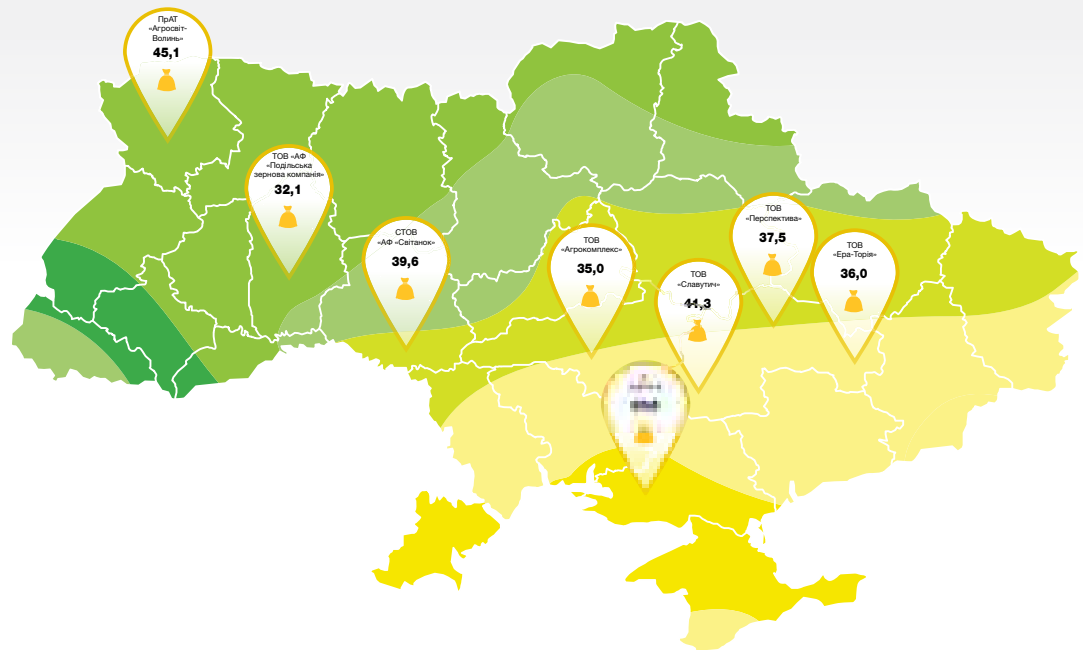 ПрАТ
«Агросвіт-
Волинь»
45,1
ТОВ «АФ
«Подільська
зернова компанія»
32,1
СТОВ
«АФ «Світанок»
39,6
ТОВ
«Агрокомплекс»
35,0
ТОВ
«Славутич»
41,3
ТОВ
«Перспектива»
37,5
ТОВ
«Ера-Торія»
36,0